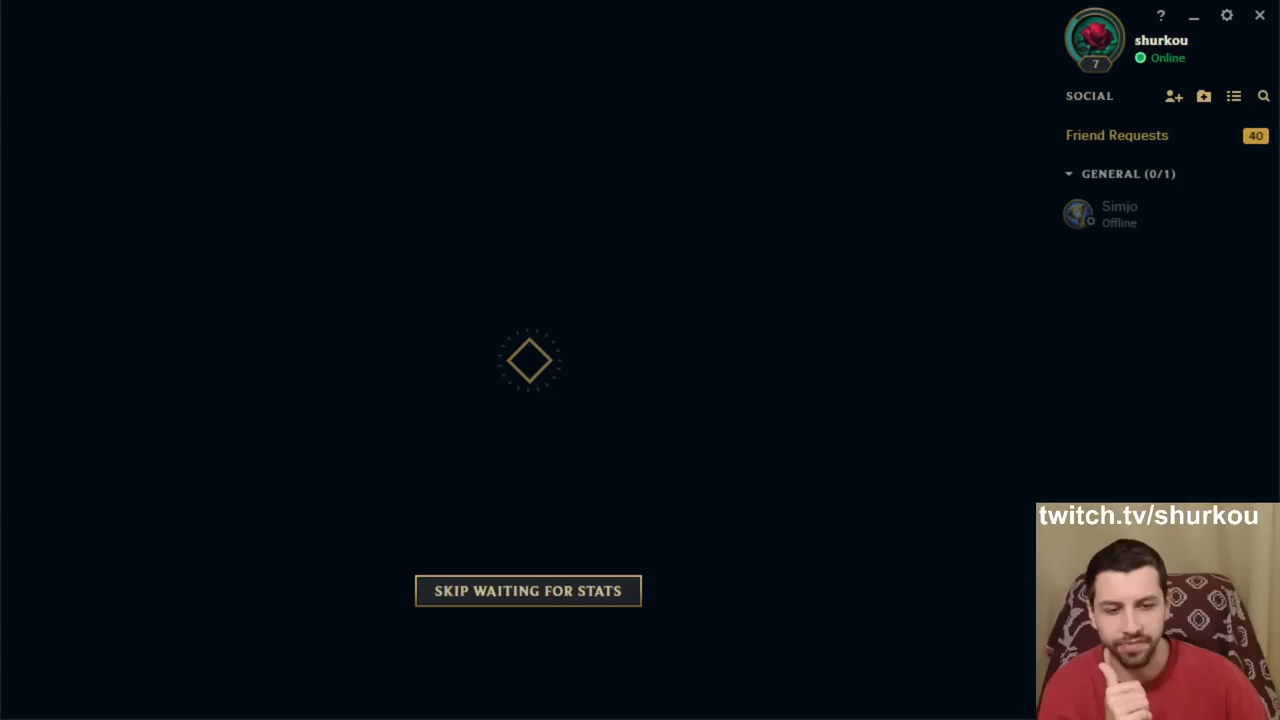 ?
shurkou
Online
7
SOCIAL
Friend Requests
40
GENERAL (0/1)
Simjo
Offline
SKIP WAITING FOR STATS
twitch.tv/shurkou